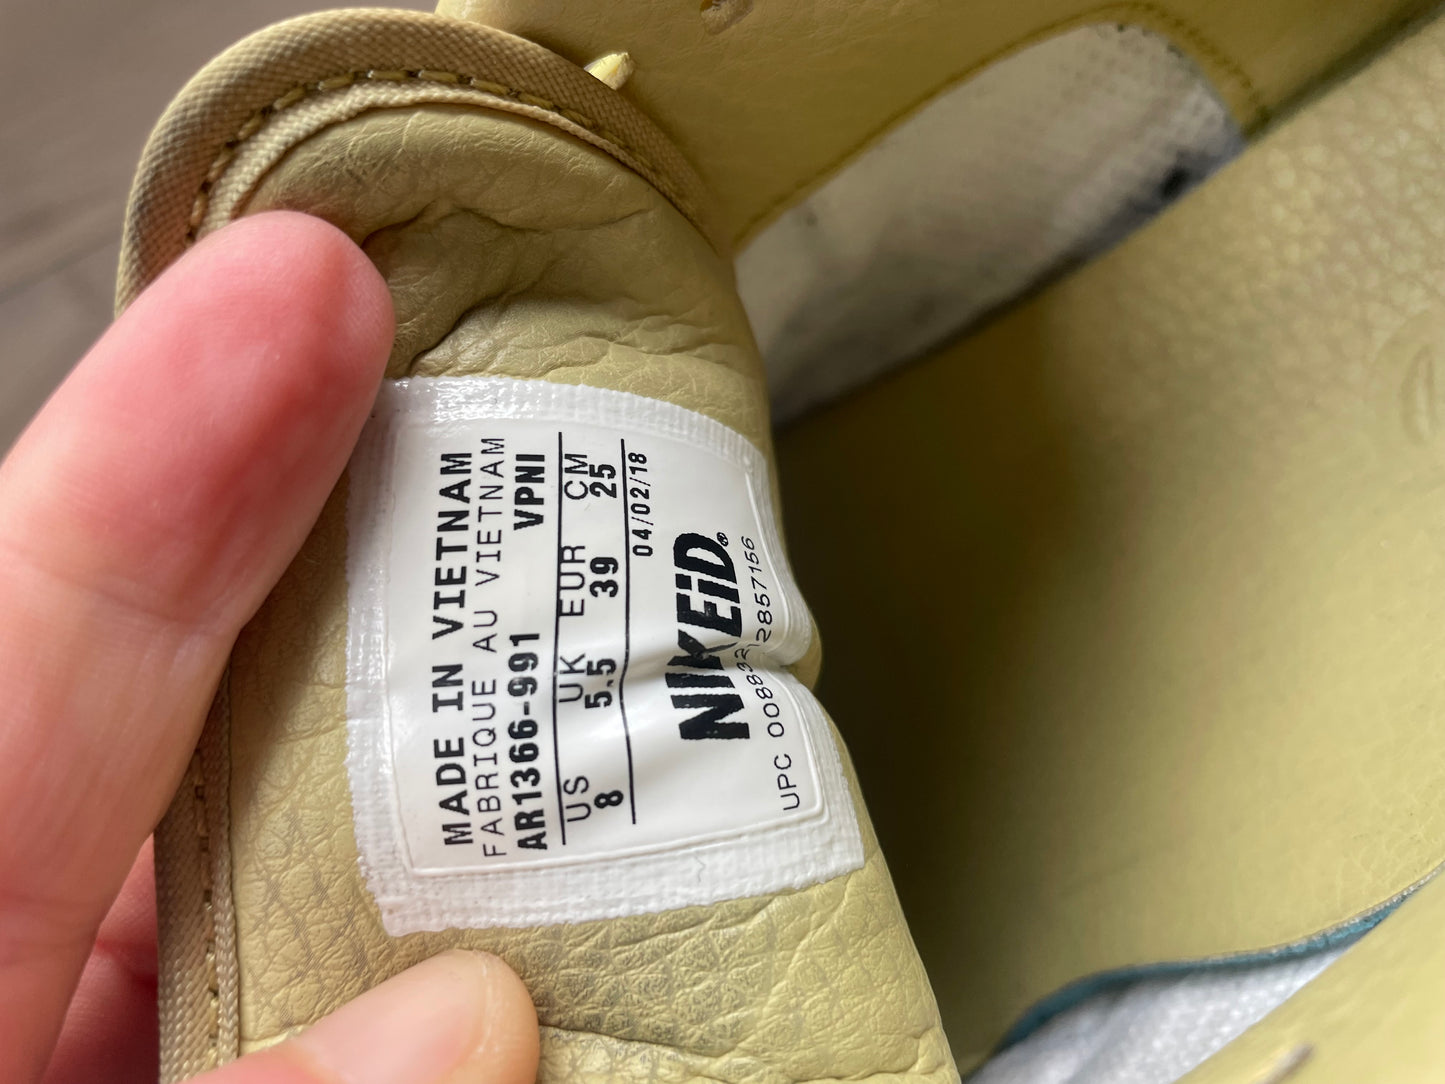 MADE IN VIETNAM
FABRIQUE AU VIETNAM
AR1366-991 VPNI
US UK EUR CM
8 5.5 39 25
04/02/18
NIKEiD®
UPC